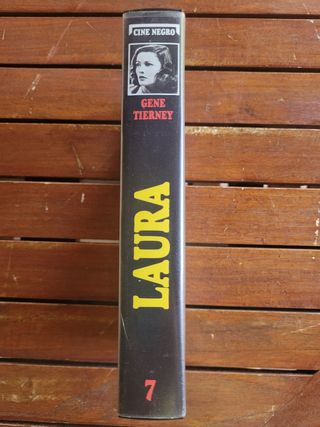 CINE NEGRO
GENE
TIERNEY
LAURA
7